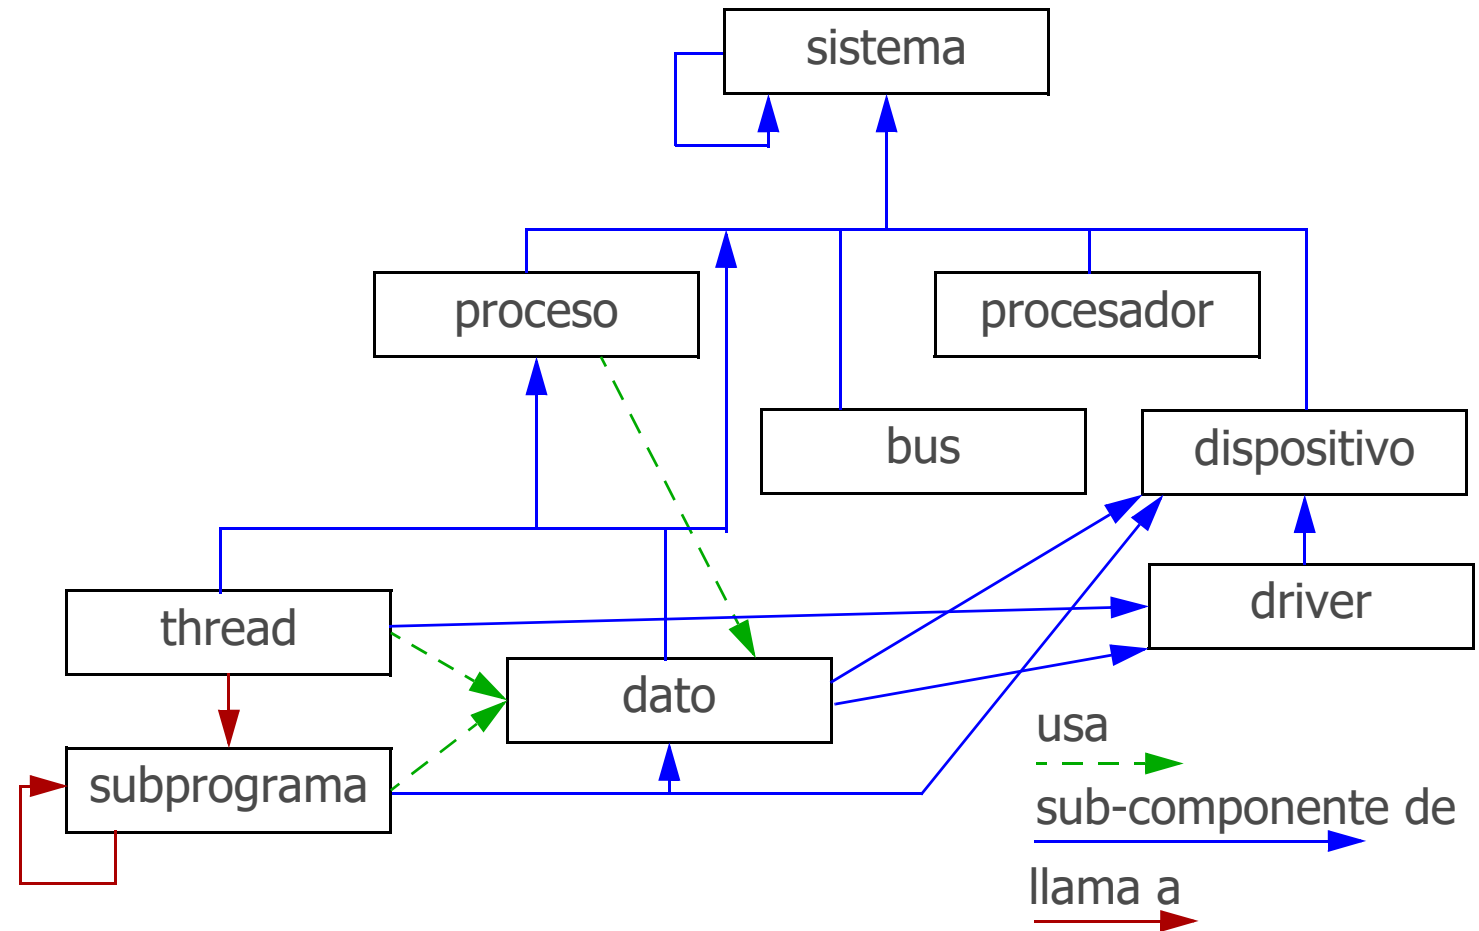 sistema
proceso
procesador
bus
dispositivo
thread
driver
dato
subprograma
usa
sub-componente de
llama a